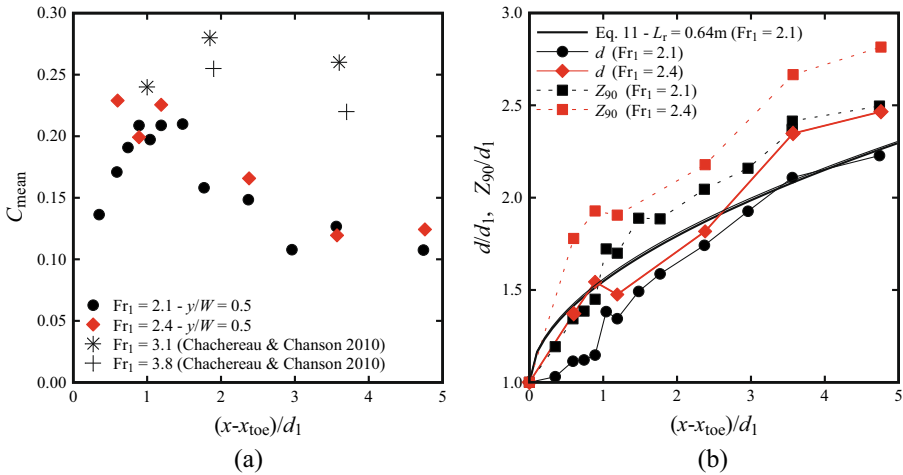 (a)
0.30
0.25
0.20
0.15
0.10
0.05
0.00
C_mean
0 1 2 3 4 5
(x-x_toe)/d_1
Fr_1 = 2.1 - y/W = 0.5
Fr_1 = 2.4 - y/W = 0.5
Fr_1 = 3.1 (Chachereau & Chanson 2010)
Fr_1 = 3.8 (Chachereau & Chanson 2010)
(a)
(b)
3.0
2.5
2.0
1.5
1.0
d/d_1, Z_90/d_1
0 1 2 3 4 5
(x-x_toe)/d_1
Eq. 11 - L_r = 0.64m (Fr_1 = 2.1)
d (Fr_1 = 2.1)
d (Fr_1 = 2.4)
Z_90 (Fr_1 = 2.1)
Z_90 (Fr_1 = 2.4)
(b)